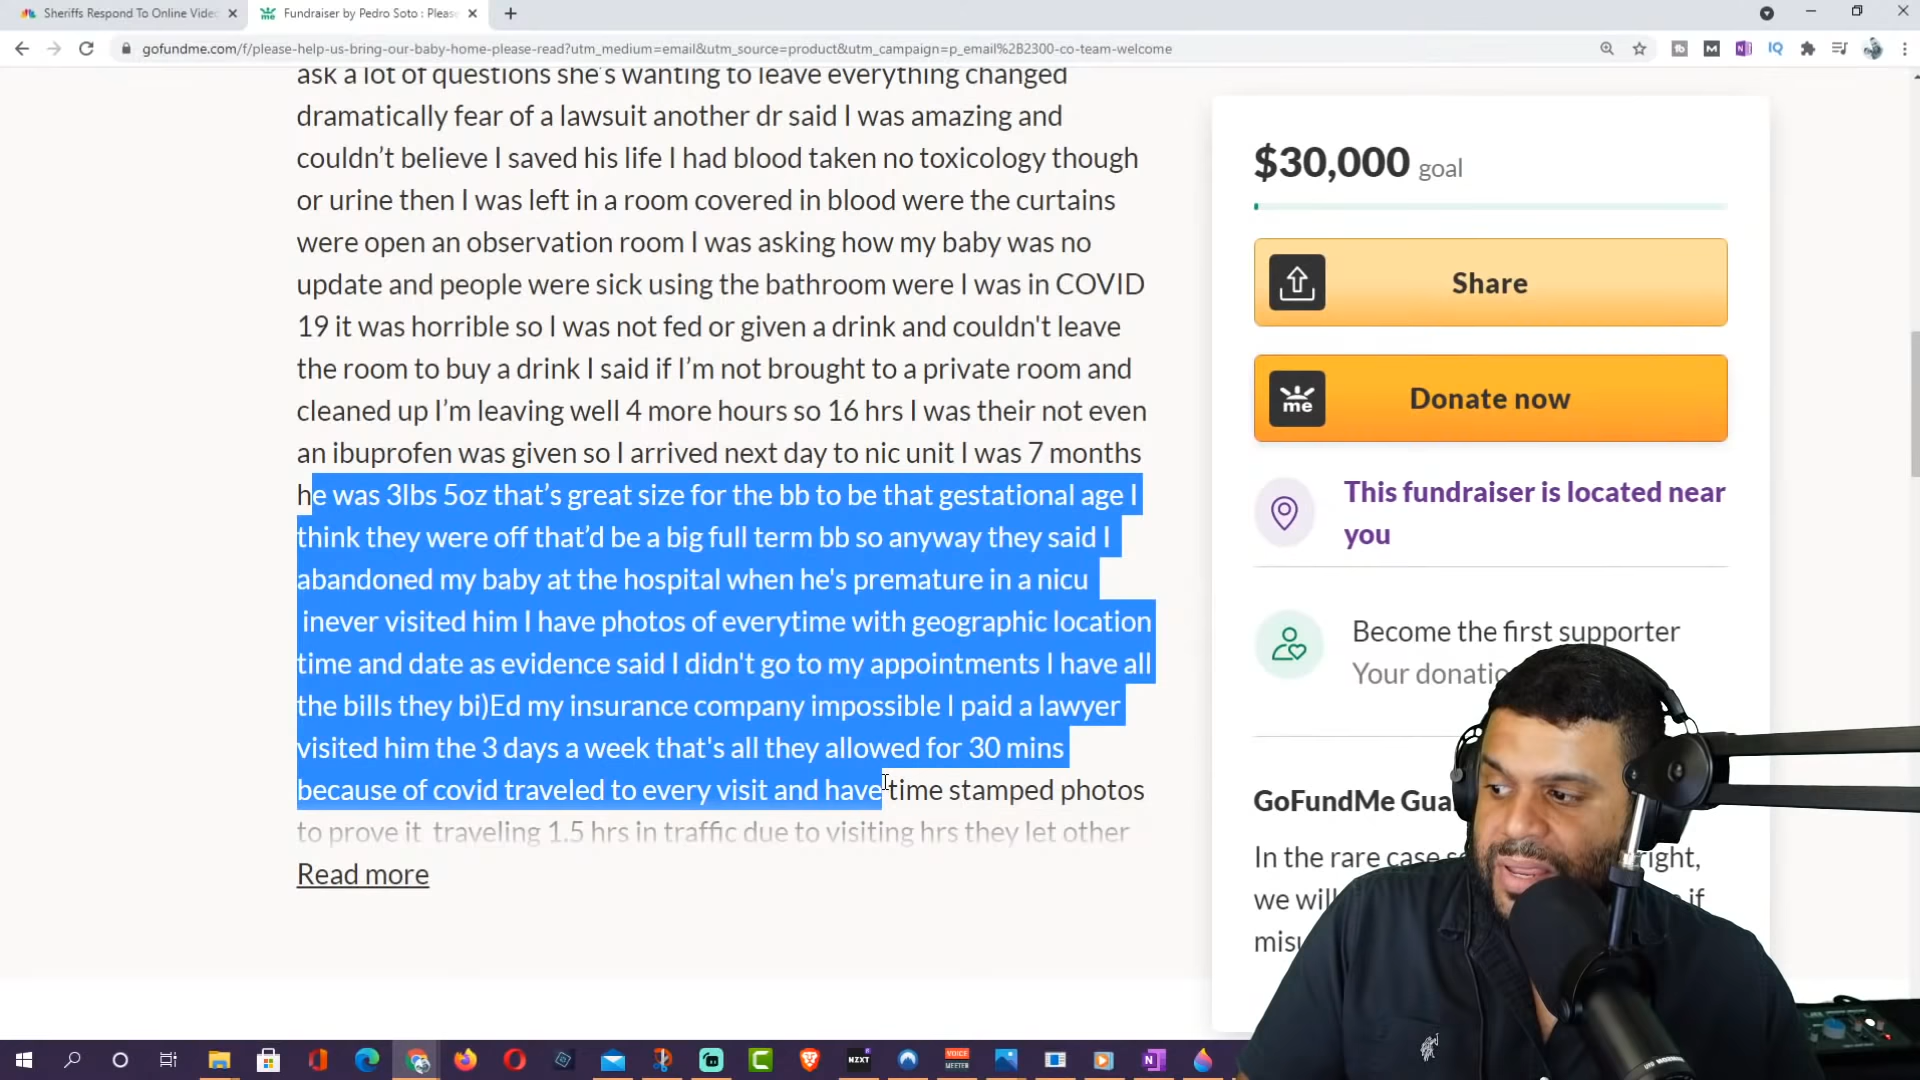 Sheriffs Respond To Online Video
Fundraiser by Pedro Soto : Please
gofundme.com/f/please-help-us-bring-our-baby-home-please-read?utm_medium=email&utm_source=product&utm_campaign=p_email%2B2300-co-team-welcome
ask a lot of questions she's wanting to leave everything changed
dramatically fear of a lawsuit another dr said I was amazing and
couldn't believe I saved his life I had blood taken no toxicology though
or urine then I was left in a room covered in blood were the curtains
were open an observation room I was asking how my baby was no
update and people were sick using the bathroom were I was in COVID
19 it was horrible so I was not fed or given a drink and couldn't leave
the room to buy a drink I said if I'm not brought to a private room and
cleaned up I'm leaving well 4 more hours so 16 hrs I was their not even
an ibuprofen was given so I arrived next day to nic unit I was 7 months
he was 3lbs 5oz that's great size for the bb to be that gestational age I
think they were off that'd be a big full term bb so anyway they said I
abandoned my baby at the hospital when he's premature in a nicu
inever visited him I have photos of everytime with geographic location
time and date as evidence said I didn't go to my appointments I have all
the bills they bi)Ed my insurance company impossible I paid a lawyer
visited him the 3 days a week that's all they allowed for 30 mins
because of covid traveled to every visit and have time stamped photos
to prove it traveling 1.5 hrs in traffic due to visiting hrs they let other
Read more
$30,000 goal
Share
me
Donate now
This fundraiser is located near
you
Become the first supporter
Your donatio
GoFundMe Gua
In the rare case s right,
we will if
misu
NZXT
VOICE
MEETER